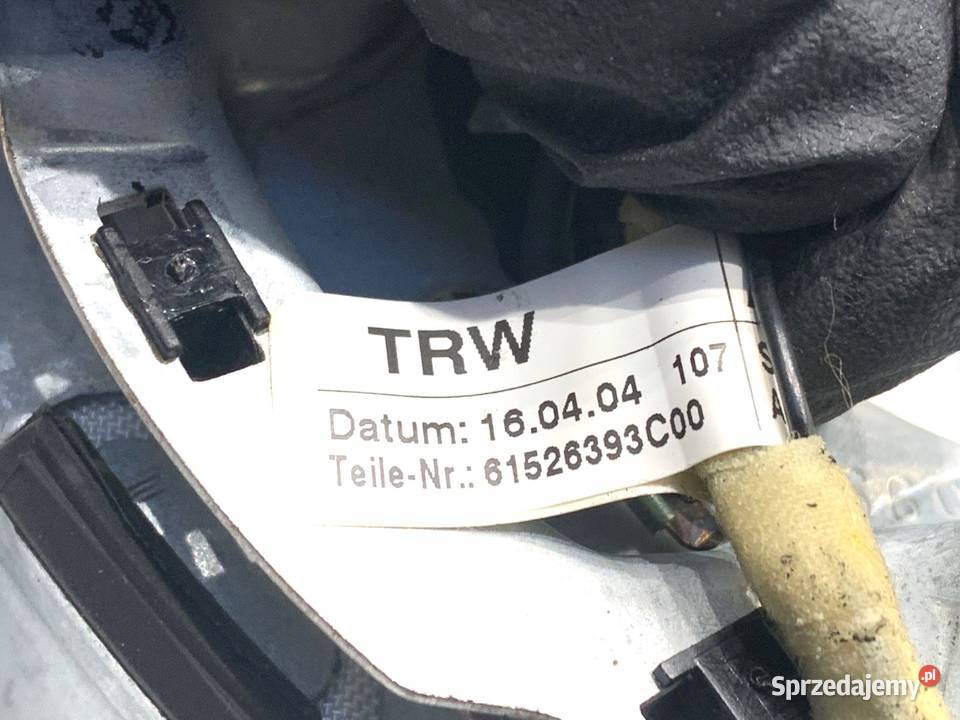 TRW
Datum: 16.04.04 107
Teile-Nr.: 61526393C00
Sprzedajemy.pl